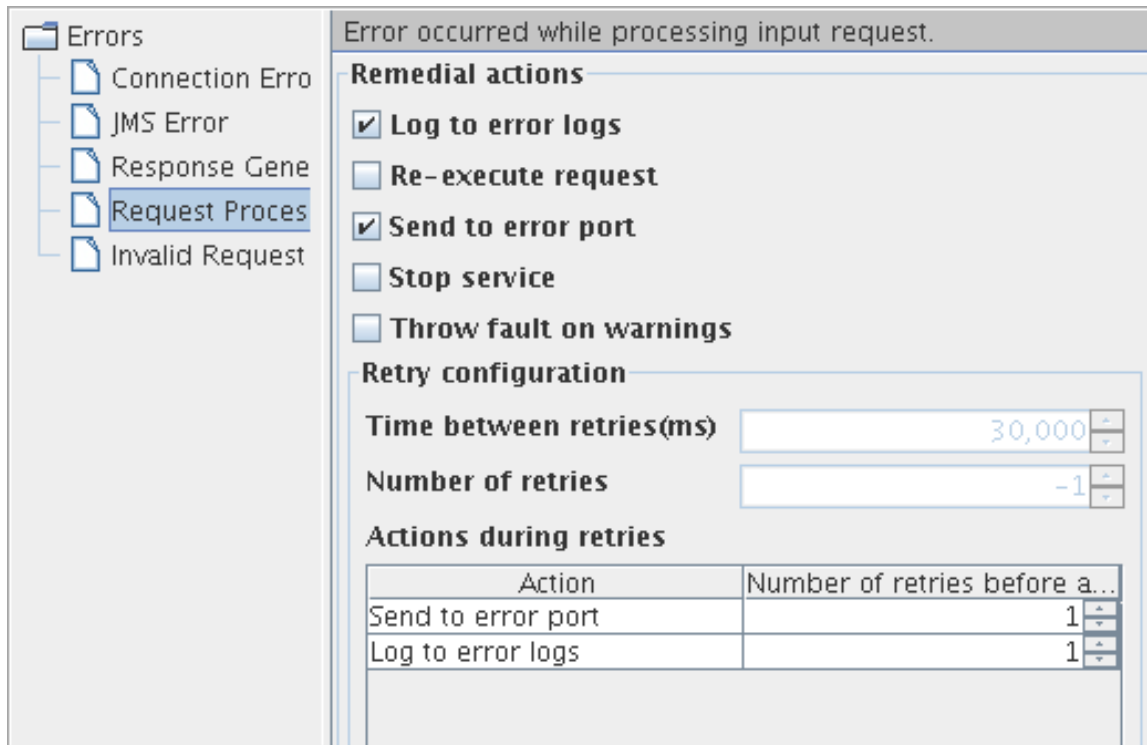 Errors
Connection Erro
JMS Error
Response Gene
Request Proces
Invalid Request
Error occurred while processing input request.
Remedial actions
Log to error logs
Re-execute request
Send to error port
Stop service
Throw fault on warnings
Retry configuration
Time between retries(ms) 30,000
Number of retries -1
Actions during retries
Action Number of retries before a...
Send to error port 1
Log to error logs 1